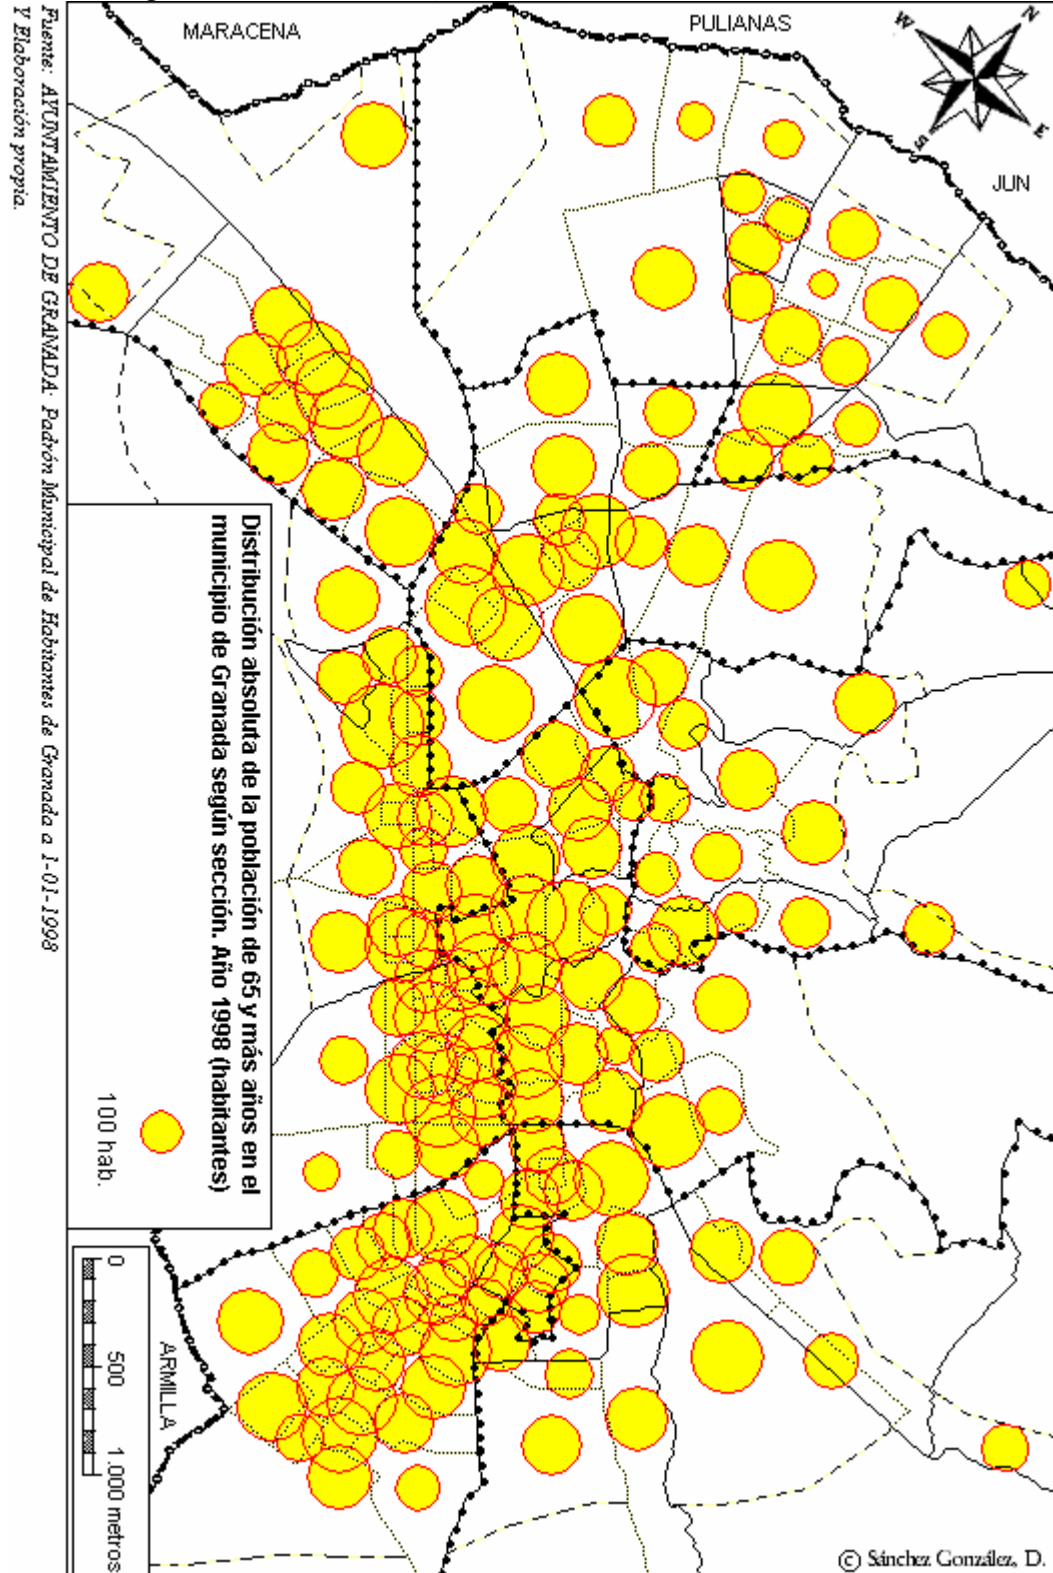 MARACENA
PULIANAS
N
W
E
S
JUN
Distribución absoluta de la población de 65 y más años en el
municipio de Granada según sección. Año 1998 (habitantes)
100 hab.
0 500 1.000 metros
ARMILLA
Fuente: AYUNTAMIENTO DE GRANADA: Padrón Municipal de Habitantes de Granada a 1-01-1998
Y Elaboración propia.
© Sánchez González, D.